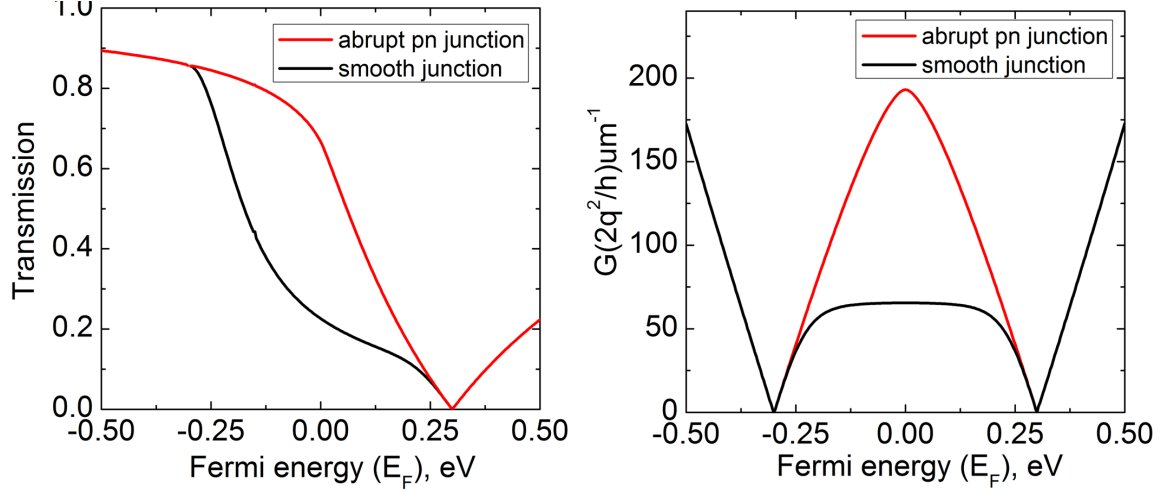 1.0
0.8
0.6
0.4
0.2
0.0
Transmission
abrupt pn junction
smooth junction
-0.50 -0.25 0.00 0.25 0.50
Fermi energy (E_F), eV
200
150
100
50
0
G(2q²/h)um⁻¹
abrupt pn junction
smooth junction
-0.50 -0.25 0.00 0.25 0.50
Fermi energy (E_F), eV